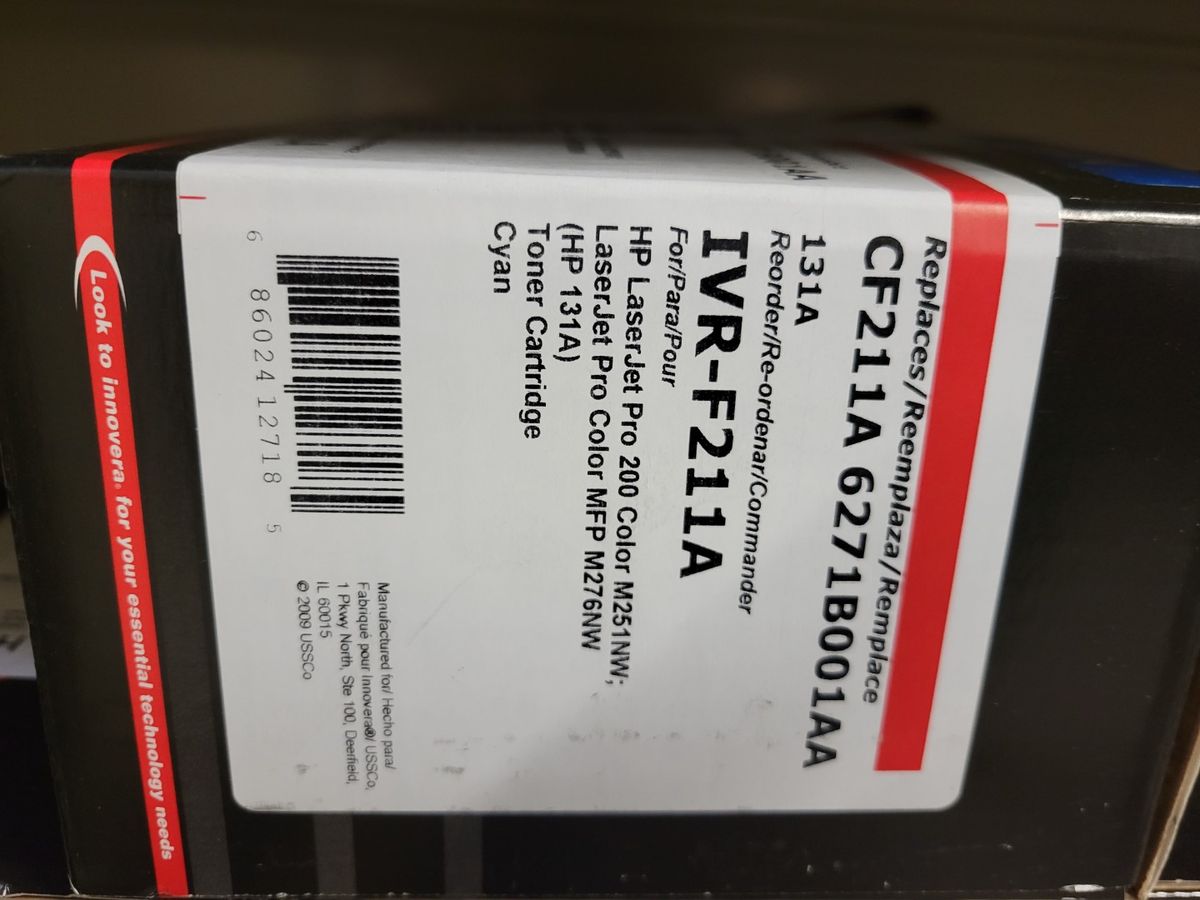 Replaces/Reemplaza/Remplace
CF211A 6271B001AA
131A
Reorder/Re-ordenar/Commander
IVR-F211A
For/Para/Pour
HP LaserJet Pro 200 Color M251NW;
LaserJet Pro Color MFP M276NW
(HP 131A)
Toner Cartridge
Cyan
6 86024 12718 5
Manufactured for/ Hecho para/
Fabriqué pour Innovera®/ USSCo,
1 Pkwy North, Ste 100, Deerfield,
IL 60015
© 2009 USSCo
Look to innovera® for your essential technology needs